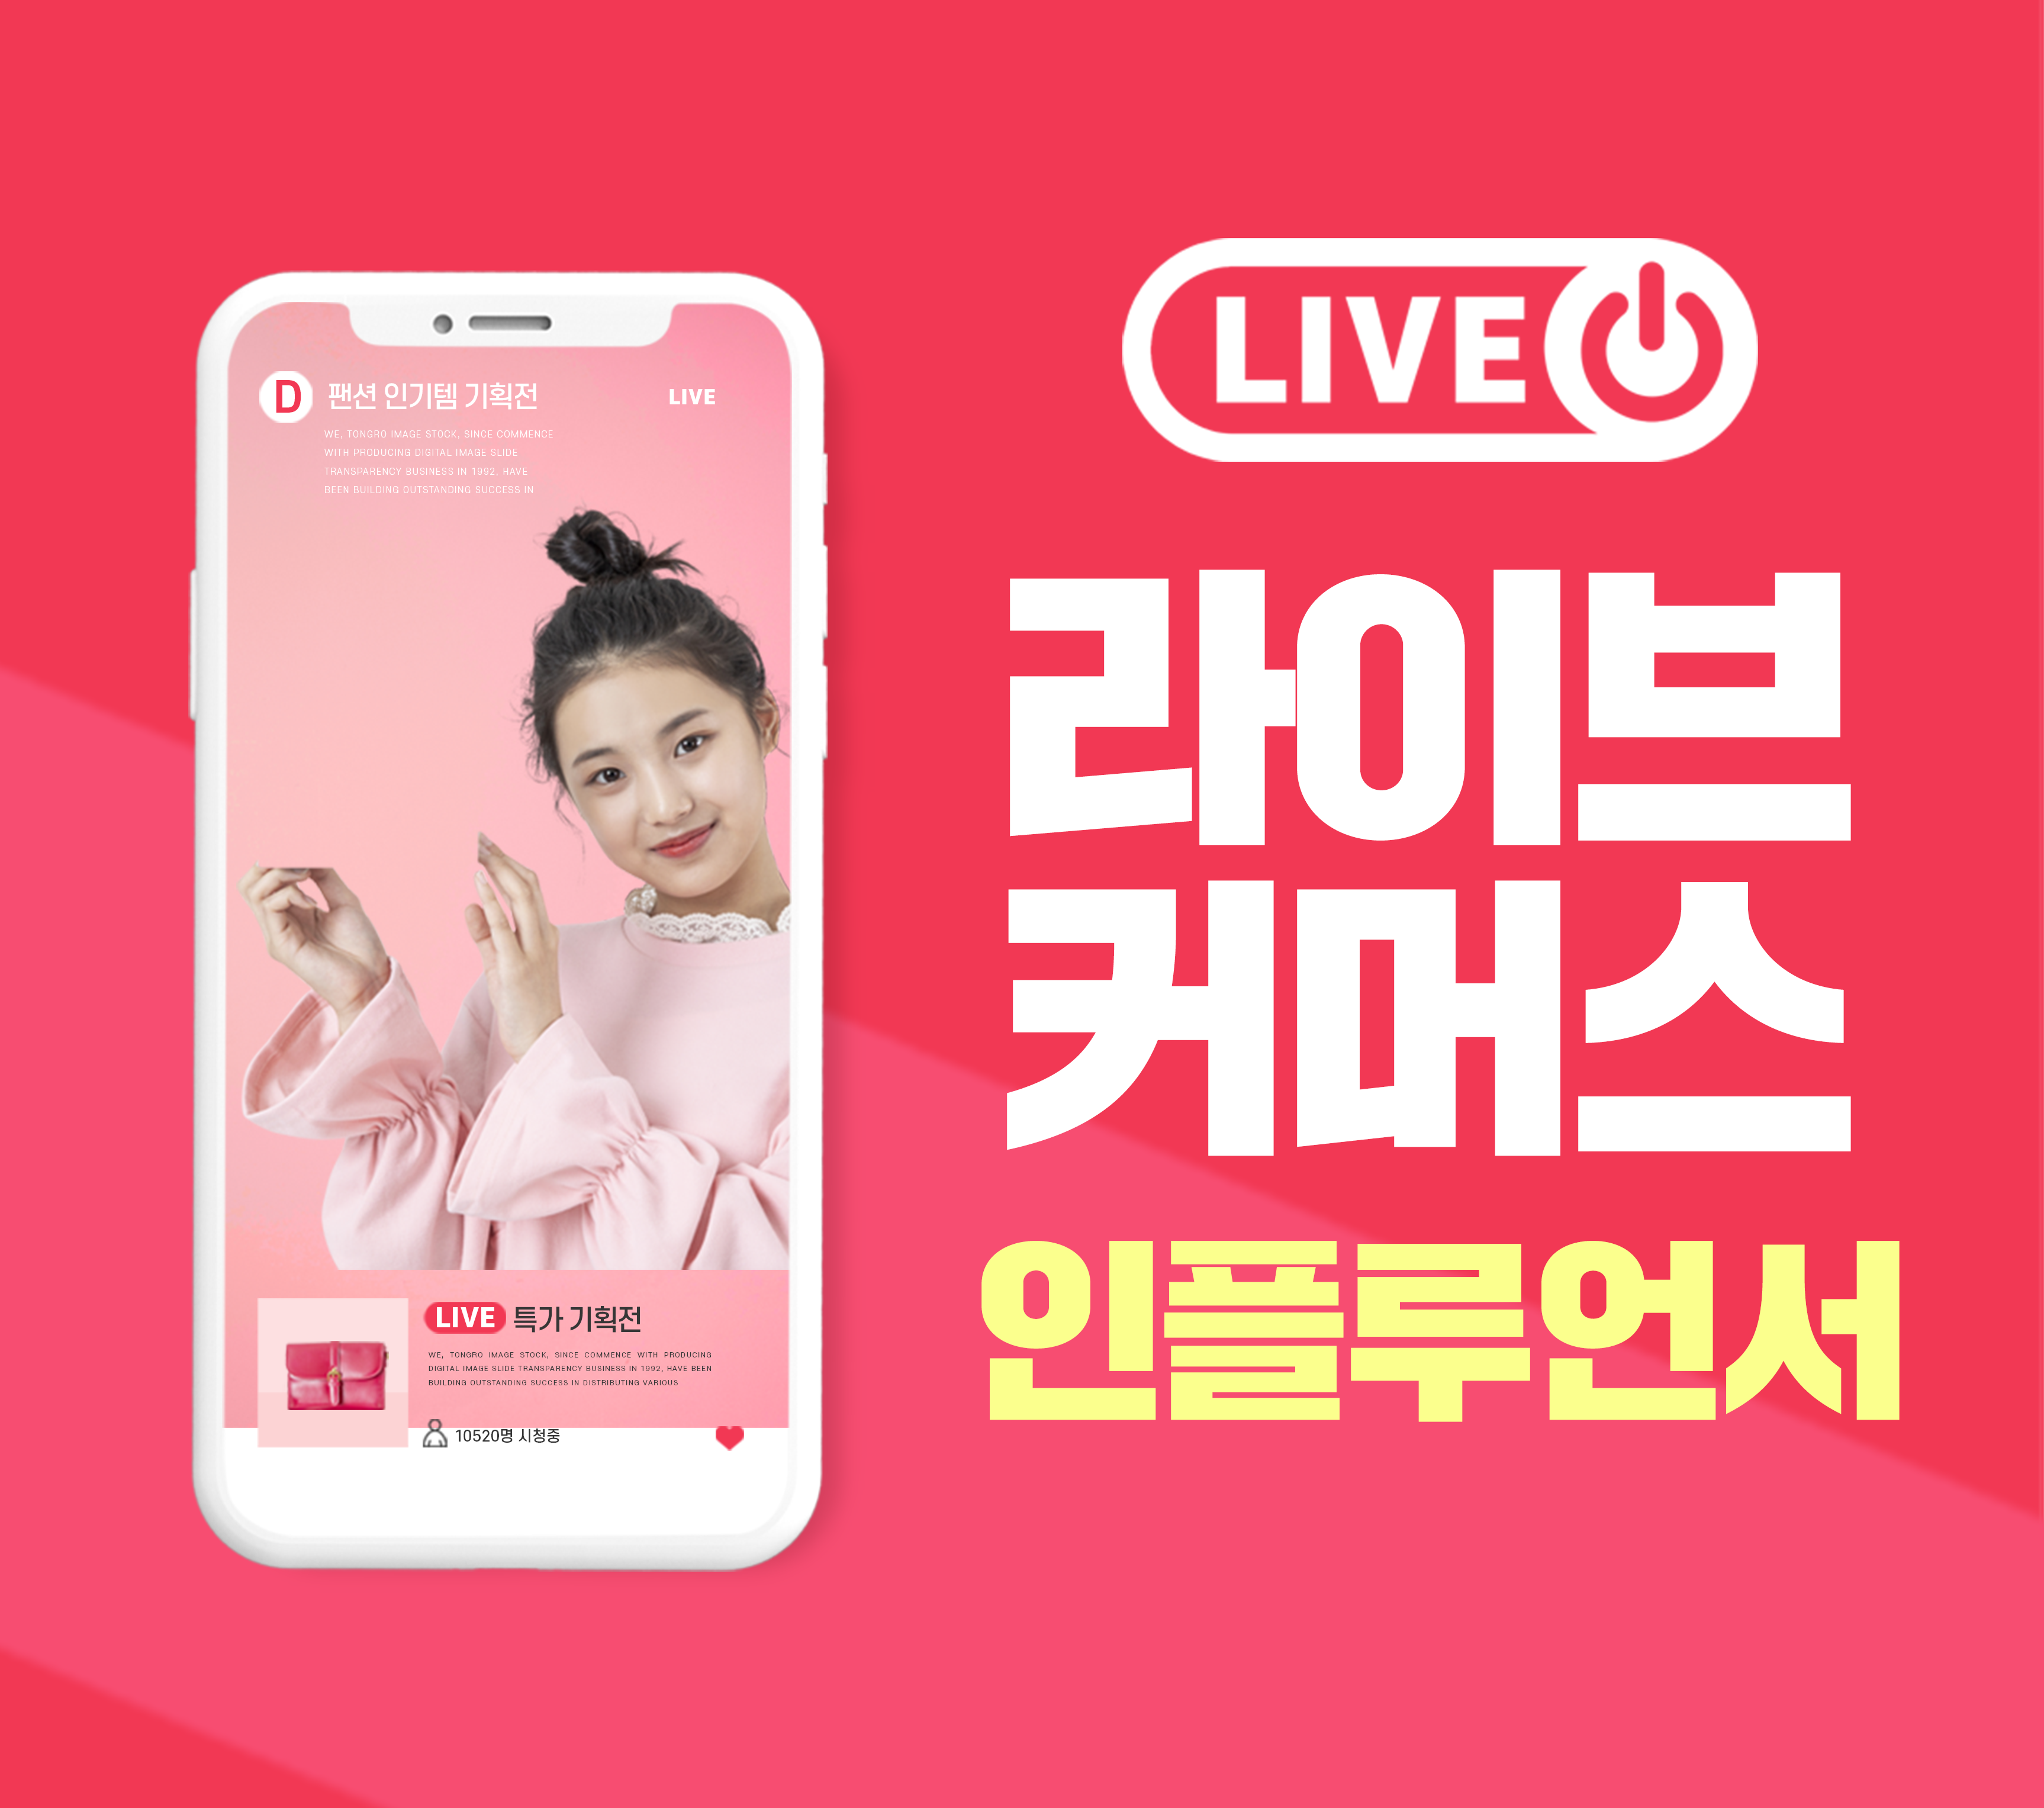 D 팬션 인기템 기획전 LIVE
WE, TONGRO IMAGE STOCK, SINCE COMMENCE
WITH PRODUCING DIGITAL IMAGE SLIDE
TRANSPARENCY BUSINESS IN 1992, HAVE
BEEN BUILDING OUTSTANDING SUCCESS IN
LIVE 특가 기획전
WE, TONGRO IMAGE STOCK, SINCE COMMENCE WITH PRODUCING
DIGITAL IMAGE SLIDE TRANSPARENCY BUSINESS IN 1992, HAVE BEEN
BUILDING OUTSTANDING SUCCESS IN DISTRIBUTING VARIOUS
10520명 시청중
LIVE
라이브
커머스
인플루언서